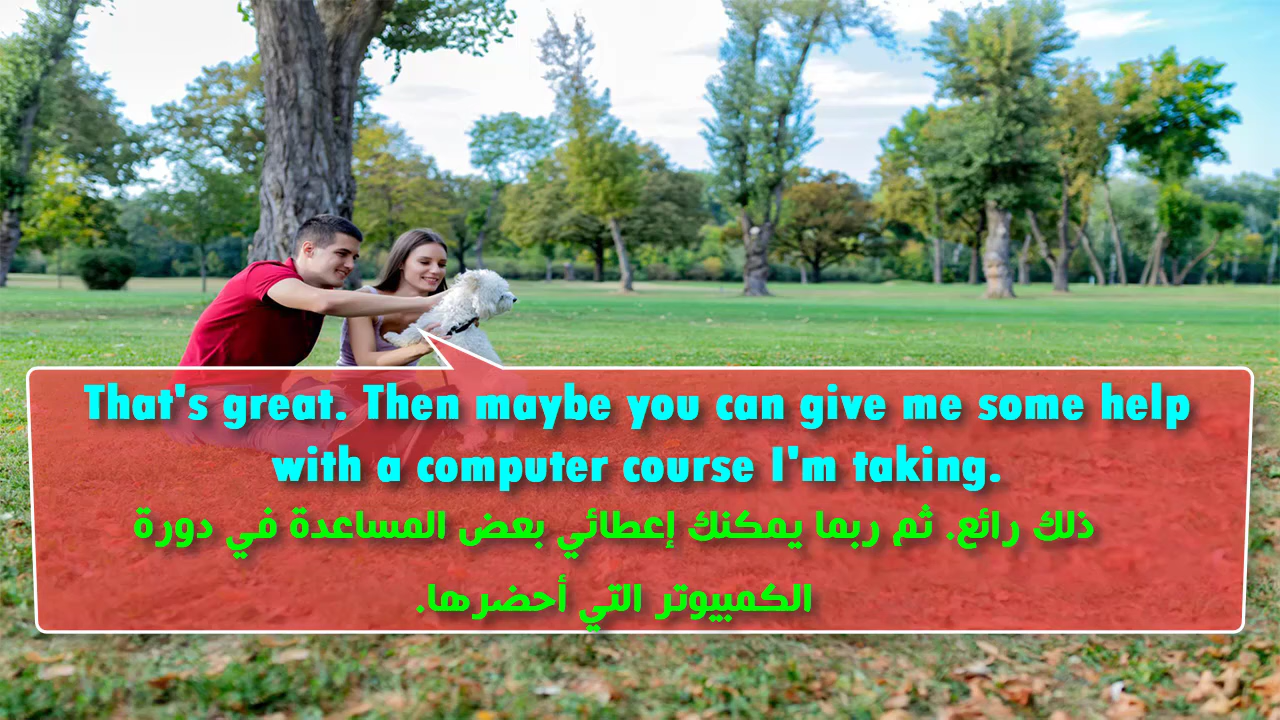 That's great. Then maybe you can give me some help
with a computer course I'm taking.
ذلك رائع. ثم ربما يمكنك إعطائي بعض المساعدة في دورة
الكمبيوتر التي أحضرها.